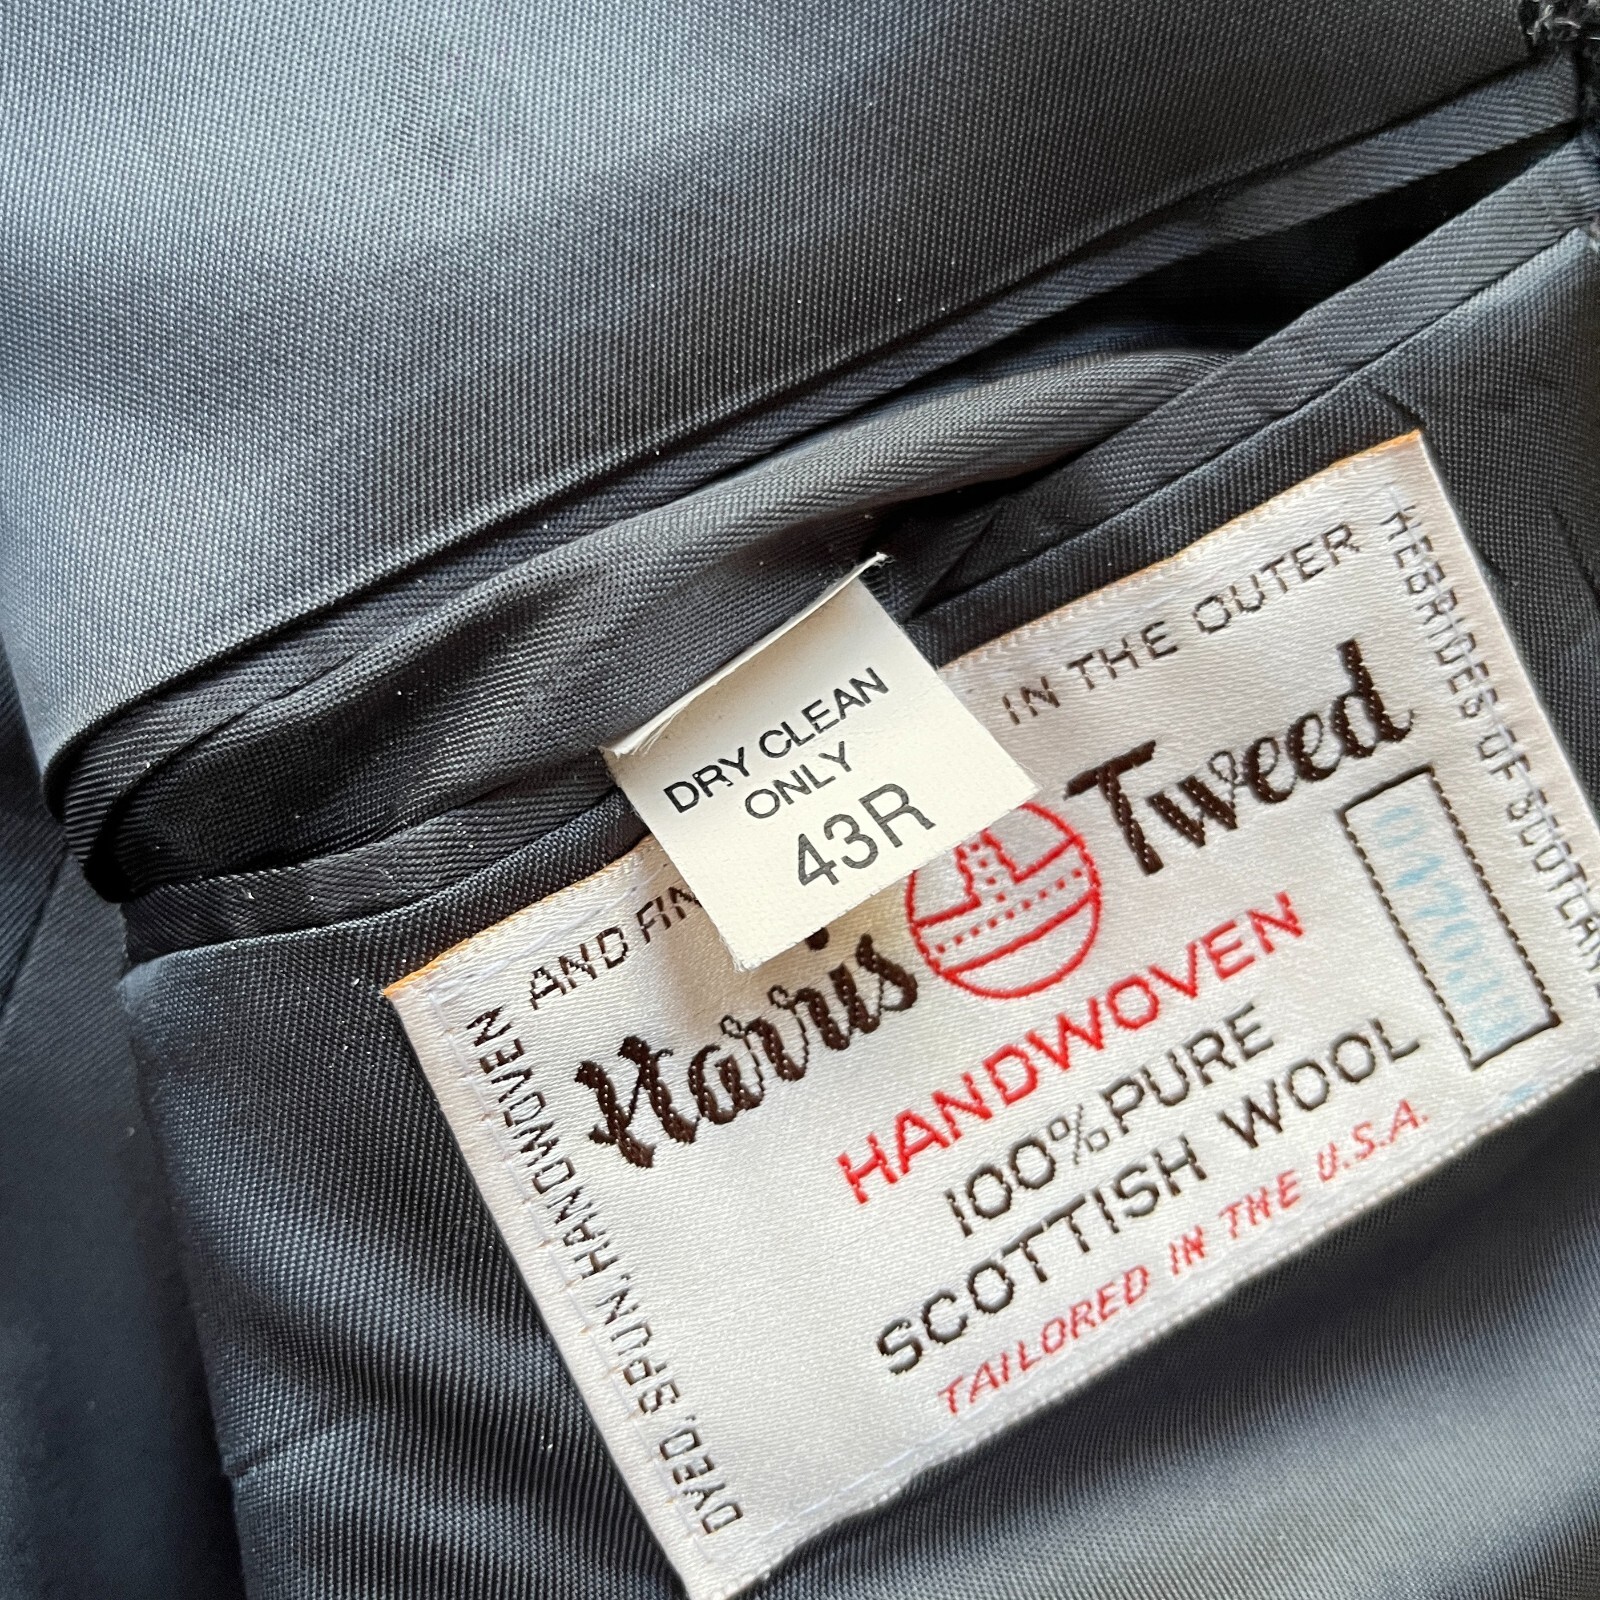 DRY CLEAN
ONLY
43R
DYED, SPUN, HANDWOVEN
AND
IN THE OUTER
HEBRIDES OF SCOTLAND
Harris Tweed
HANDWOVEN
100% PURE
SCOTTISH WOOL
TAILORED IN THE U.S.A.